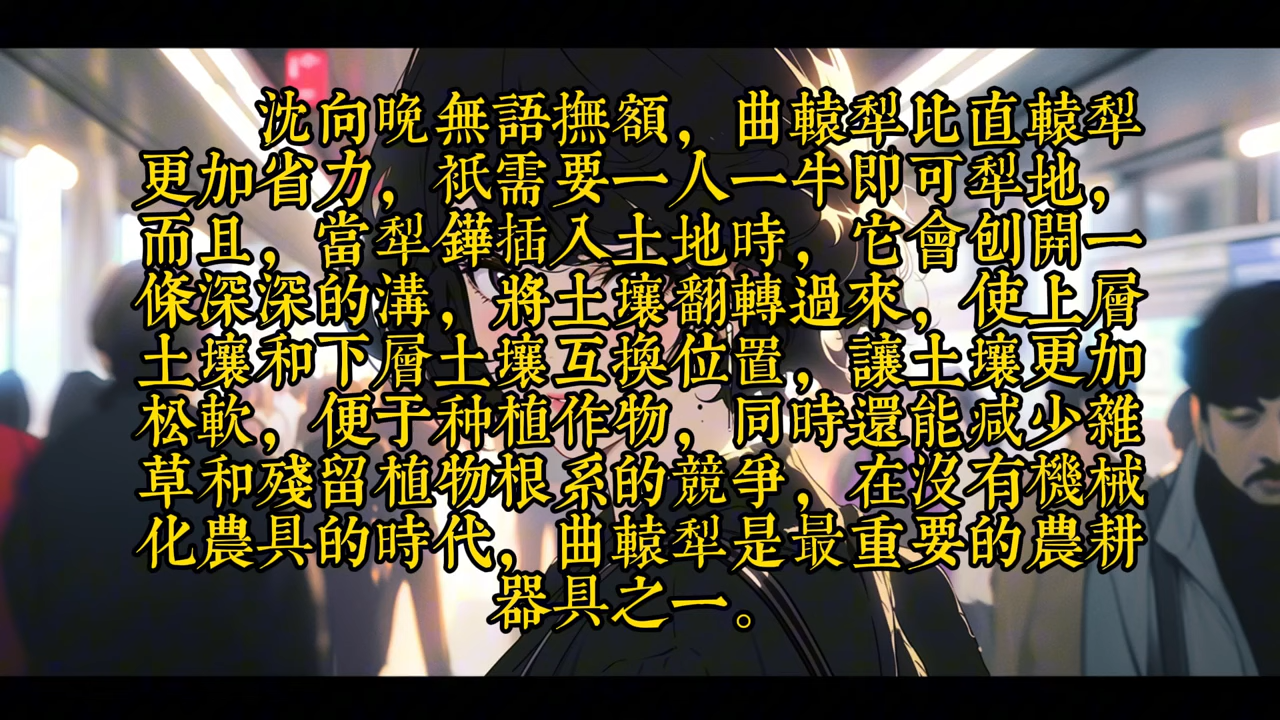 沈向晚無語撫額，曲轅犁比直轅犁
更加省力，衹需要一人一牛即可犁地，
而且，當犁鏵插入土地時，它會刨開一
條深深的溝，將土壤翻轉過來，使上層
土壤和下層土壤互換位置，讓土壤更加
松軟，便于种植作物，同時還能减少雜
草和殘留植物根系的競爭，在沒有機械
化農具的時代，曲轅犁是最重要的農耕
器具之一。